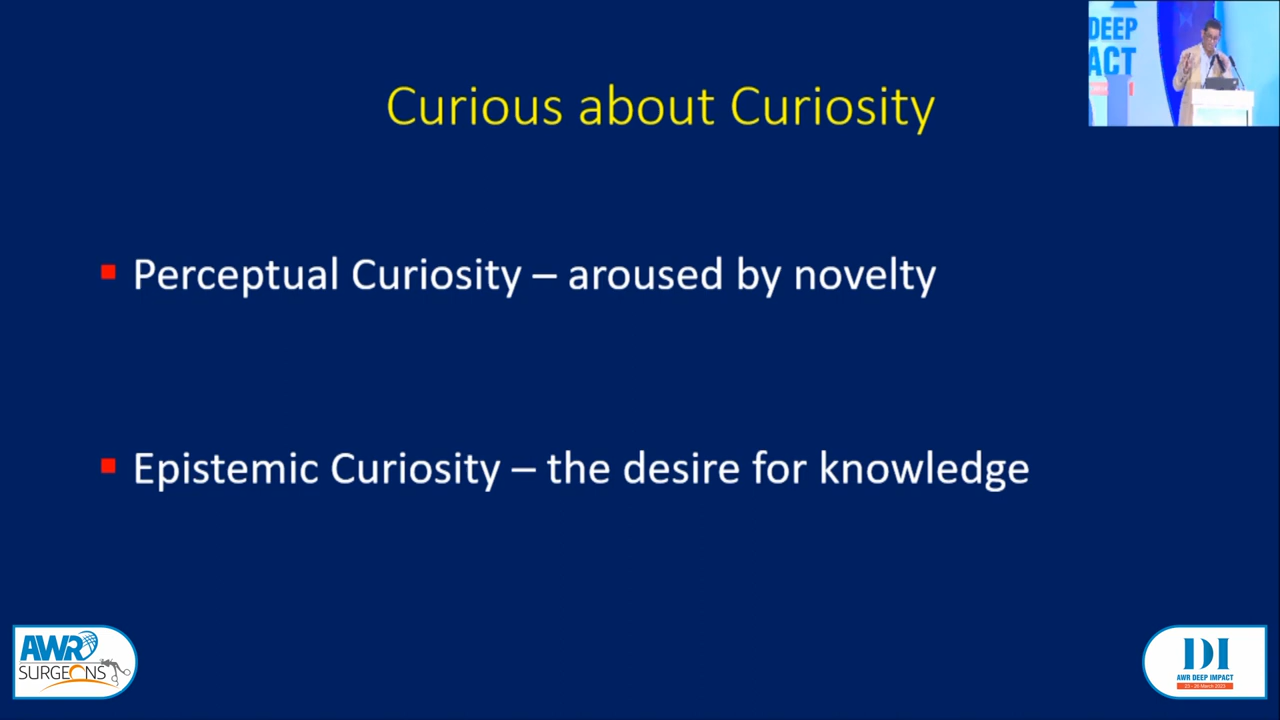 DEEP
ACT
Curious about Curiosity
▪ Perceptual Curiosity – aroused by novelty
▪ Epistemic Curiosity – the desire for knowledge
AWR
SURGEONS
DI
AWR DEEP IMPACT